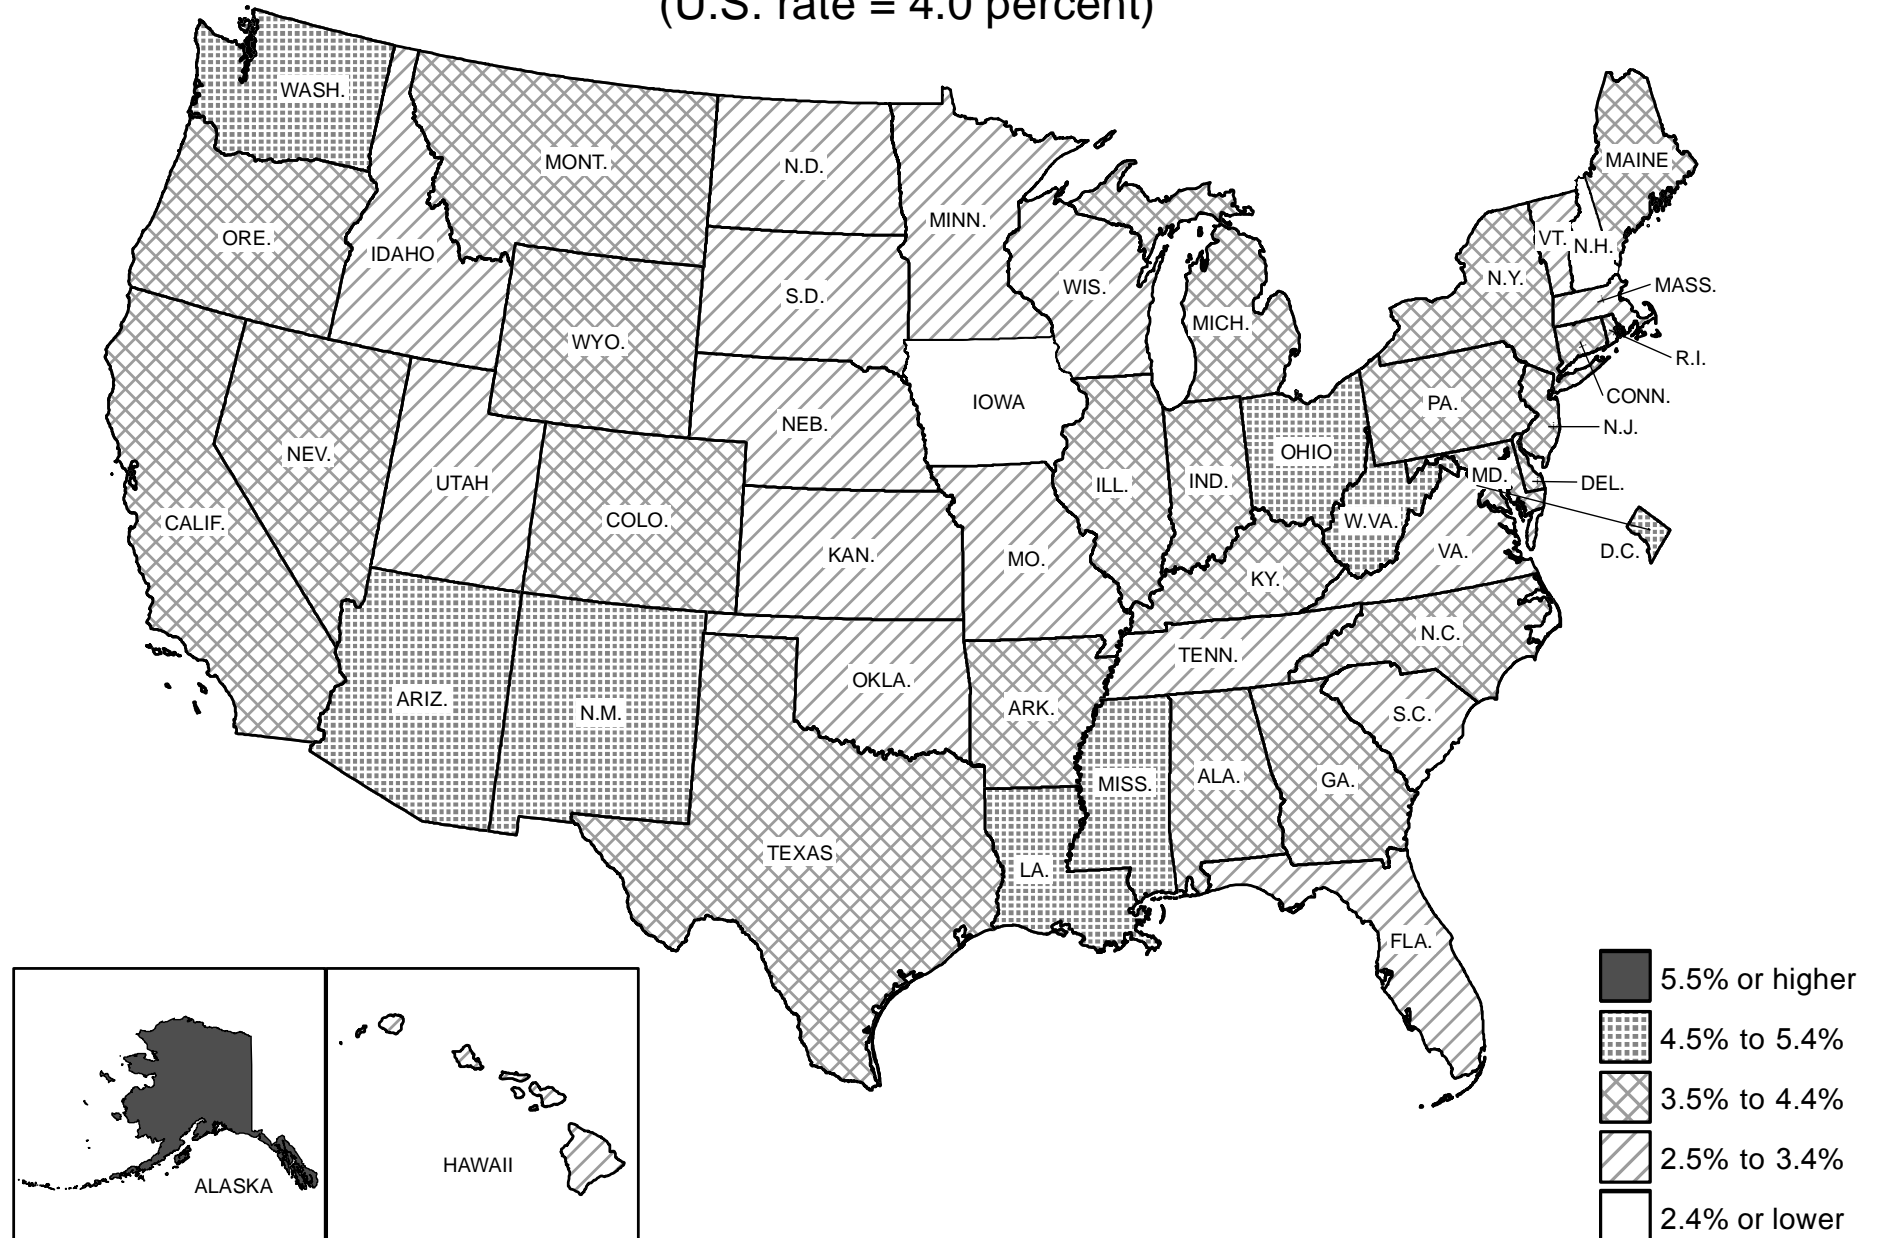 (U.S. rate = 4.0 percent)
WASH.
MONT.
N.D.
MINN.
MAINE
ORE.
IDAHO
VT.
N.H.
N.Y.
WIS.
MASS.
S.D.
MICH.
WYO.
R.I.
CONN.
IOWA
PA.
NEB.
N.J.
NEV.
OHIO
UTAH
ILL.
IND.
MD.
DEL.
CALIF.
COLO.
W.VA.
D.C.
KAN.
MO.
VA.
KY.
N.C.
TENN.
OKLA.
ARIZ.
N.M.
ARK.
S.C.
MISS.
ALA.
GA.
TEXAS
LA.
FLA.
ALASKA
HAWAII
5.5% or higher
4.5% to 5.4%
3.5% to 4.4%
2.5% to 3.4%
2.4% or lower